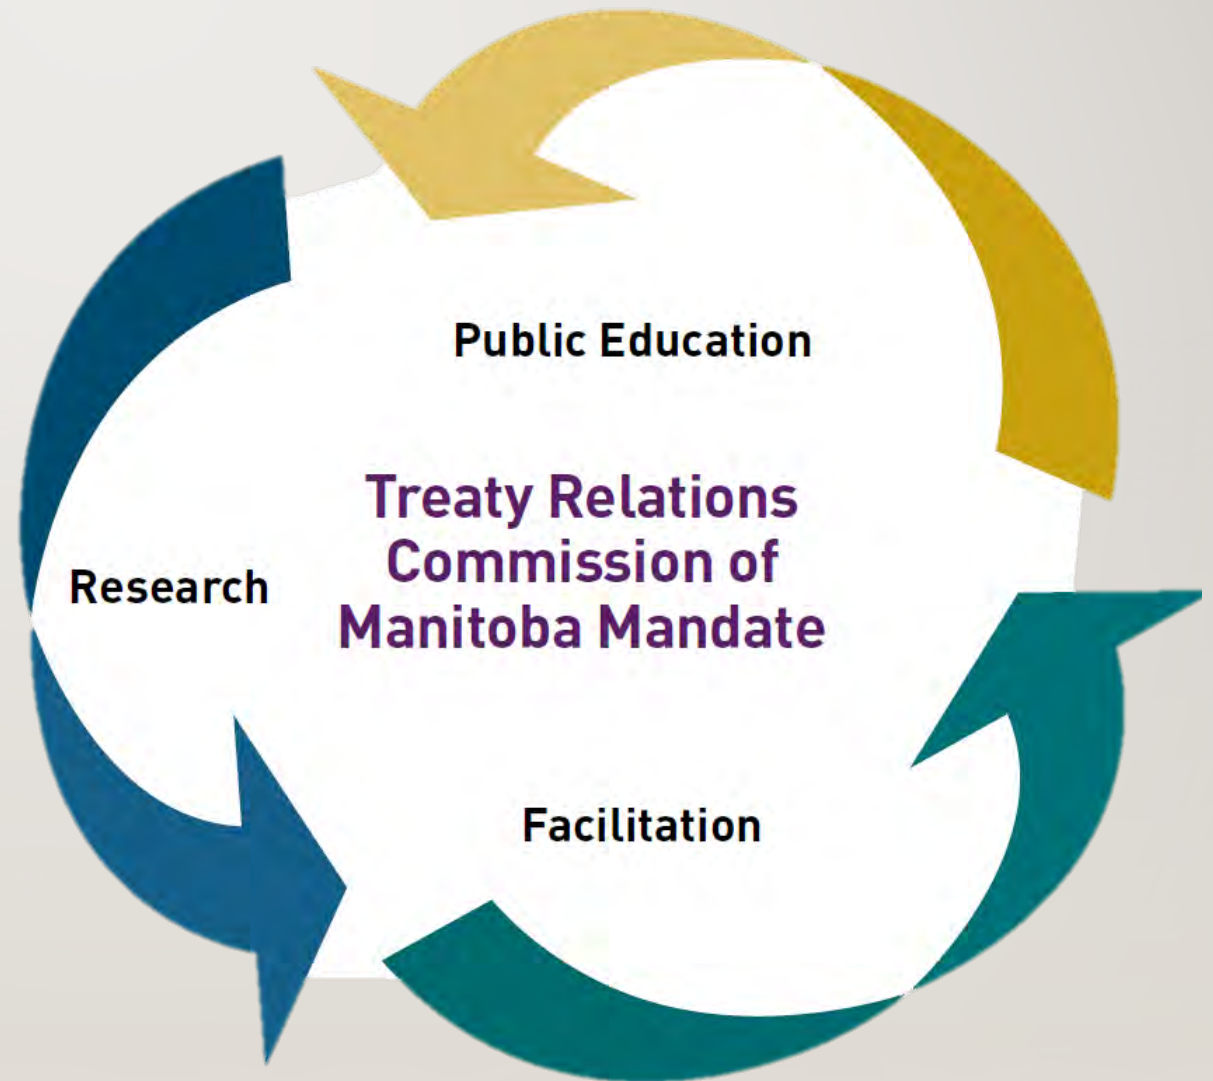 Public Education
Treaty Relations
Commission of
Manitoba Mandate
Research
Facilitation